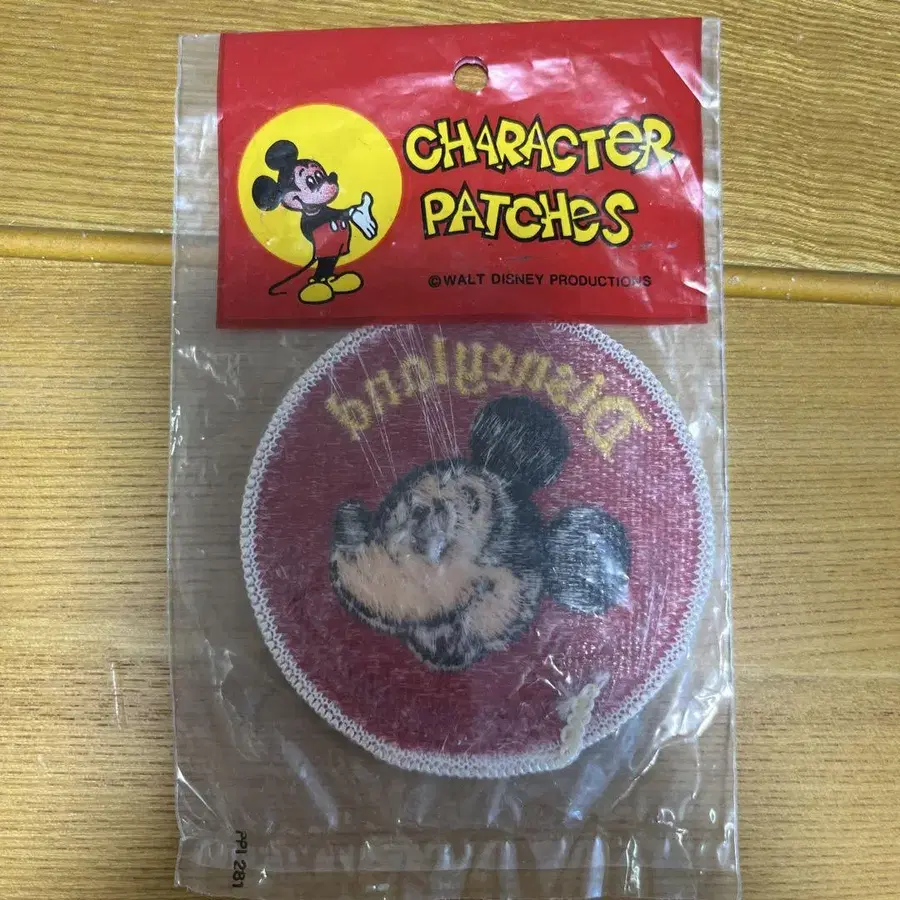 CHARACTER
PATCHES
©WALT DISNEY PRODUCTIONS
Disneyland
PPI 281